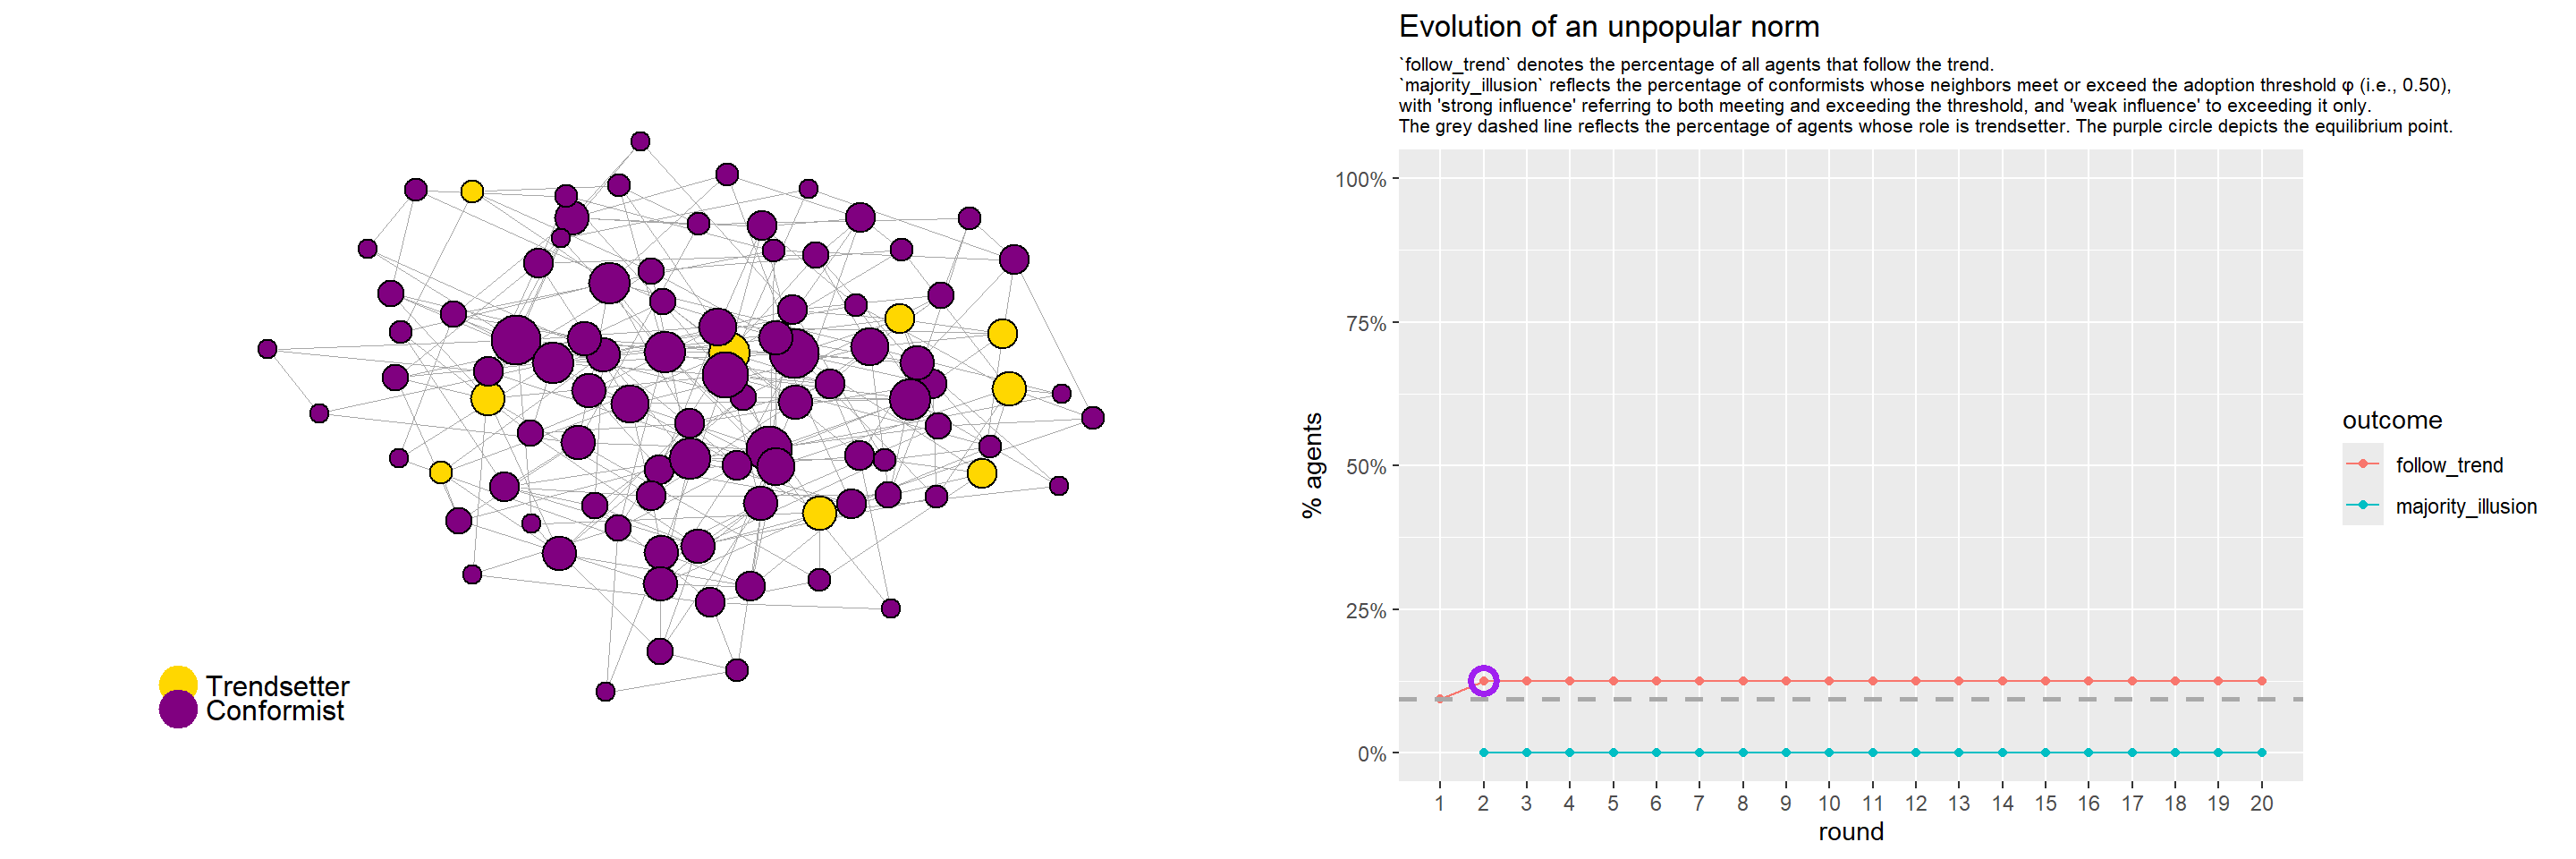 Trendsetter
Conformist
Evolution of an unpopular norm
`follow_trend` denotes the percentage of all agents that follow the trend.
`majority_illusion` reflects the percentage of conformists whose neighbors meet or exceed the adoption threshold φ (i.e., 0.50),
with 'strong influence' referring to both meeting and exceeding the threshold, and 'weak influence' to exceeding it only.
The grey dashed line reflects the percentage of agents whose role is trendsetter. The purple circle depicts the equilibrium point.
100%
75%
50%
25%
0%
% agents
1 2 3 4 5 6 7 8 9 10 11 12 13 14 15 16 17 18 19 20
round
outcome
follow_trend
majority_illusion